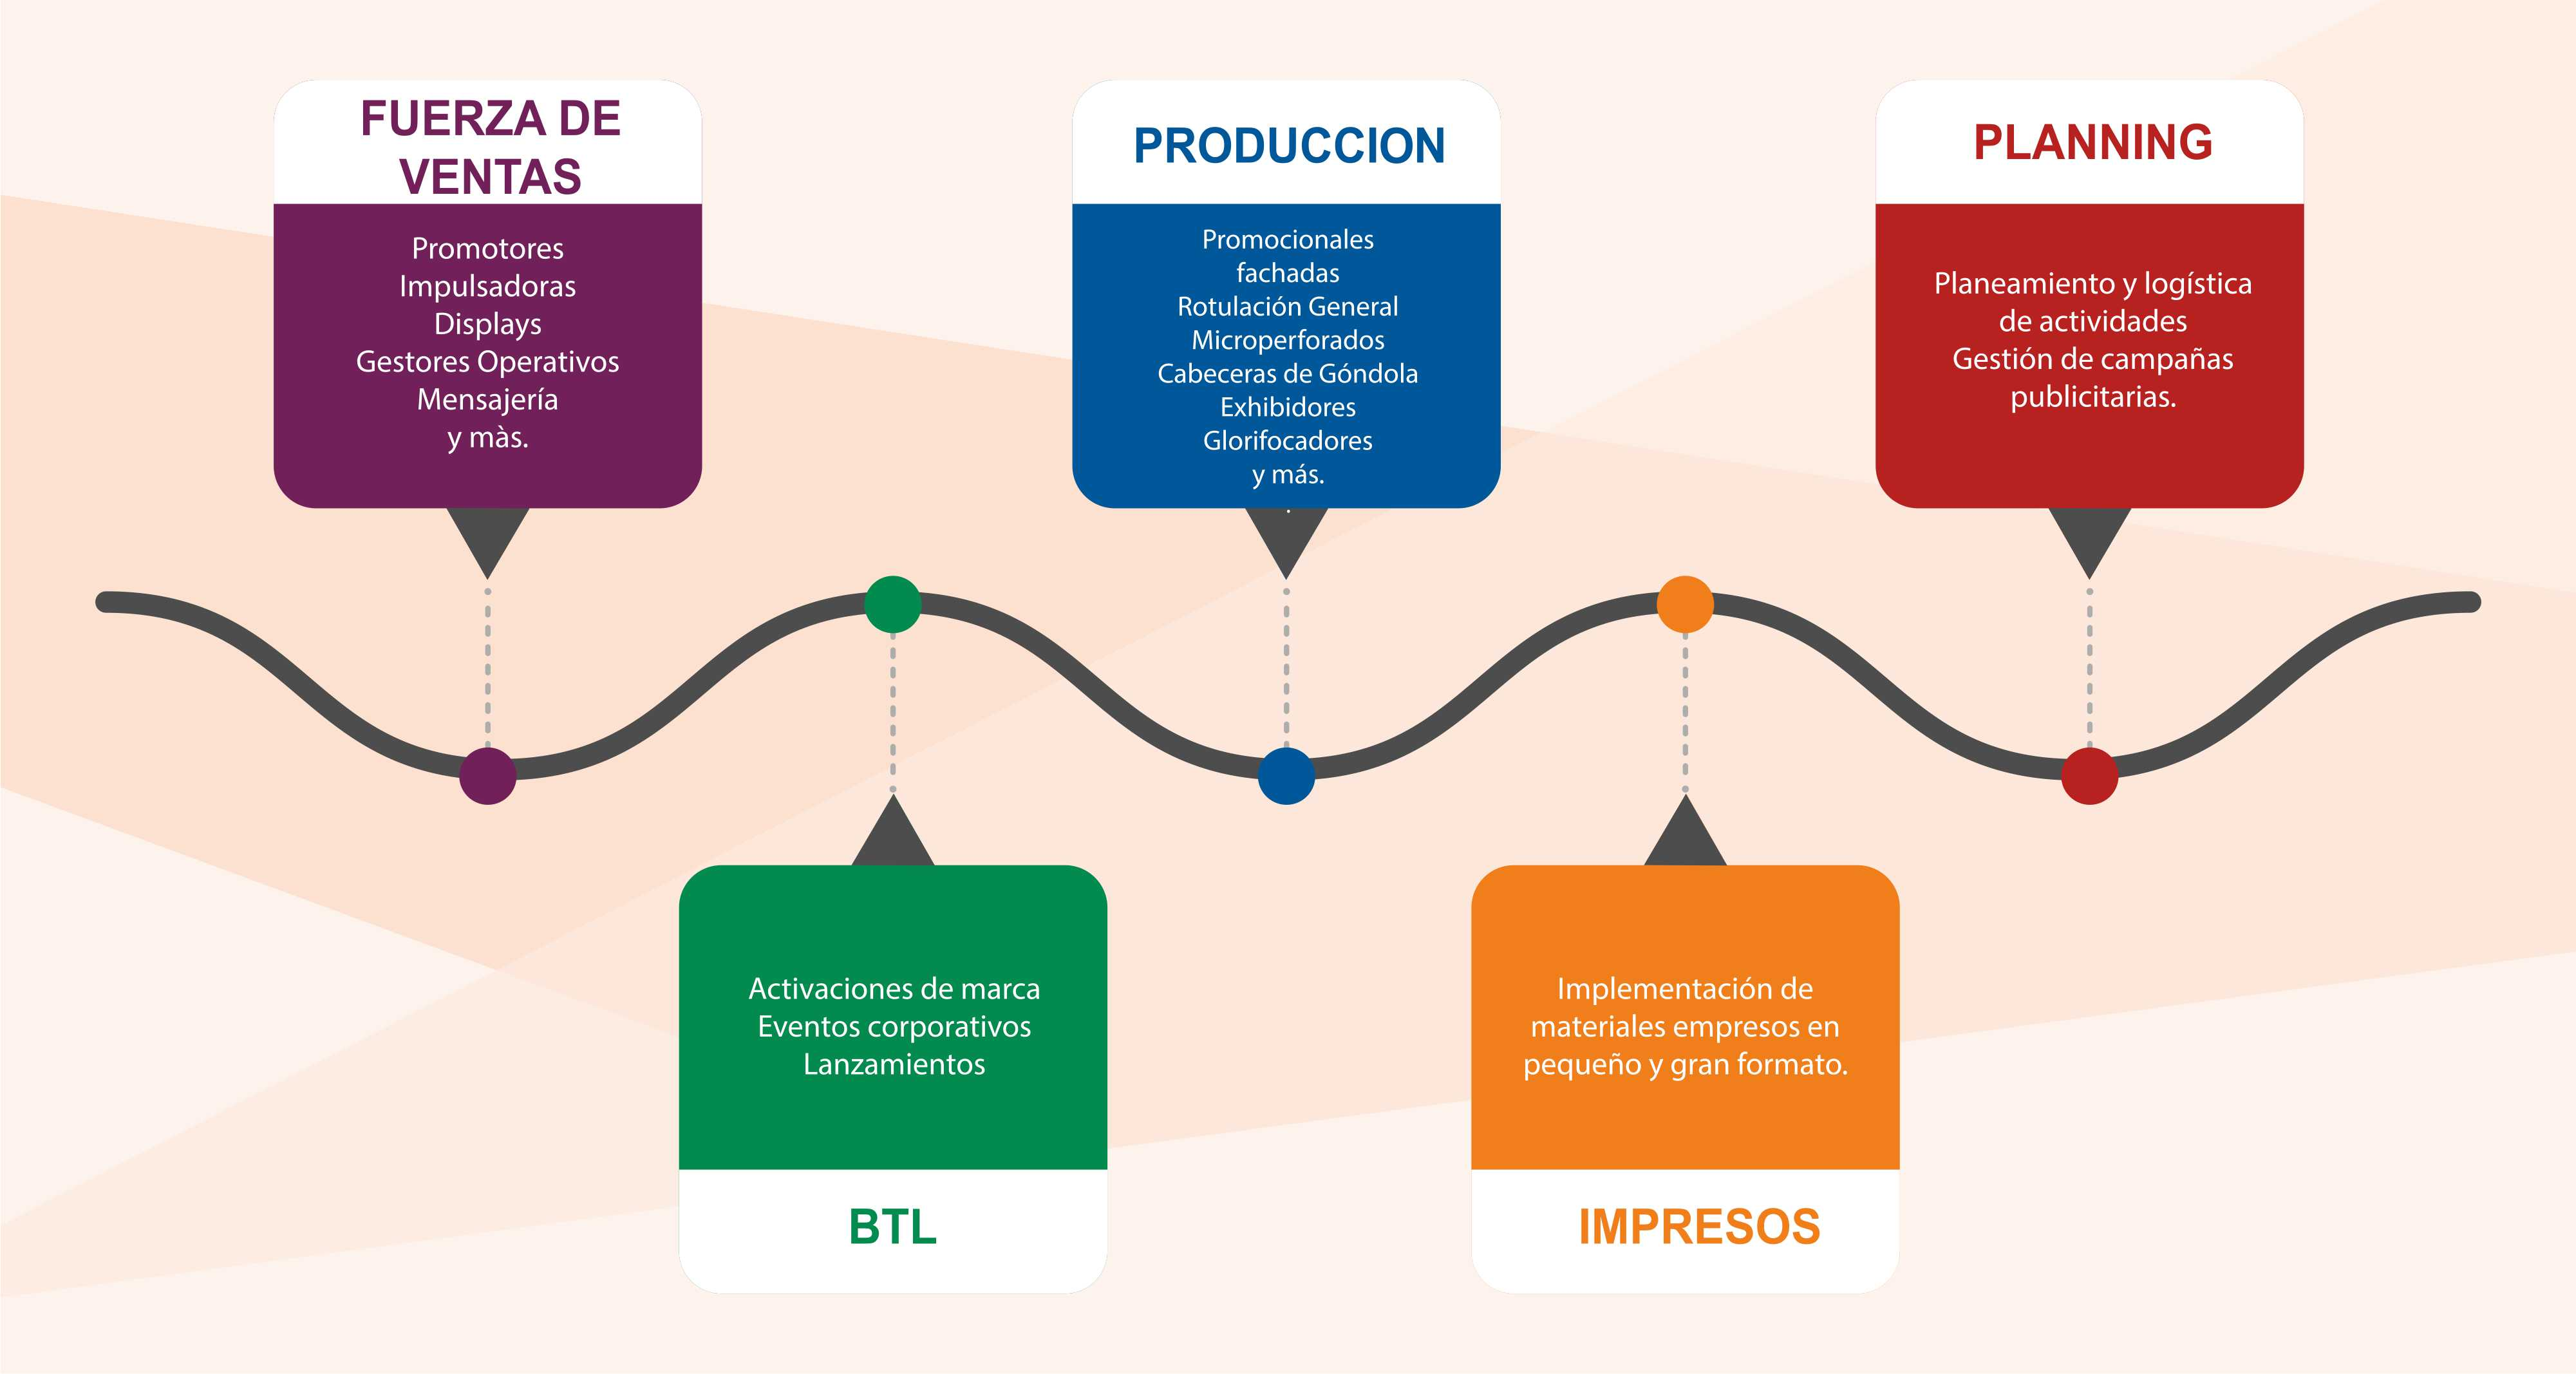 FUERZA DE
VENTAS
Promotores
Impulsadoras
Displays
Gestores Operativos
Mensajería
y màs.
Activaciones de marca
Eventos corporativos
Lanzamientos
BTL
PRODUCCION
Promocionales
fachadas
Rotulación General
Microperforados
Cabeceras de Góndola
Exhibidores
Glorifocadores
y más.
.
Implementación de
materiales empresos en
pequeño y gran formato.
IMPRESOS
PLANNING
Planeamiento y logística
de actividades
Gestión de campañas
publicitarias.